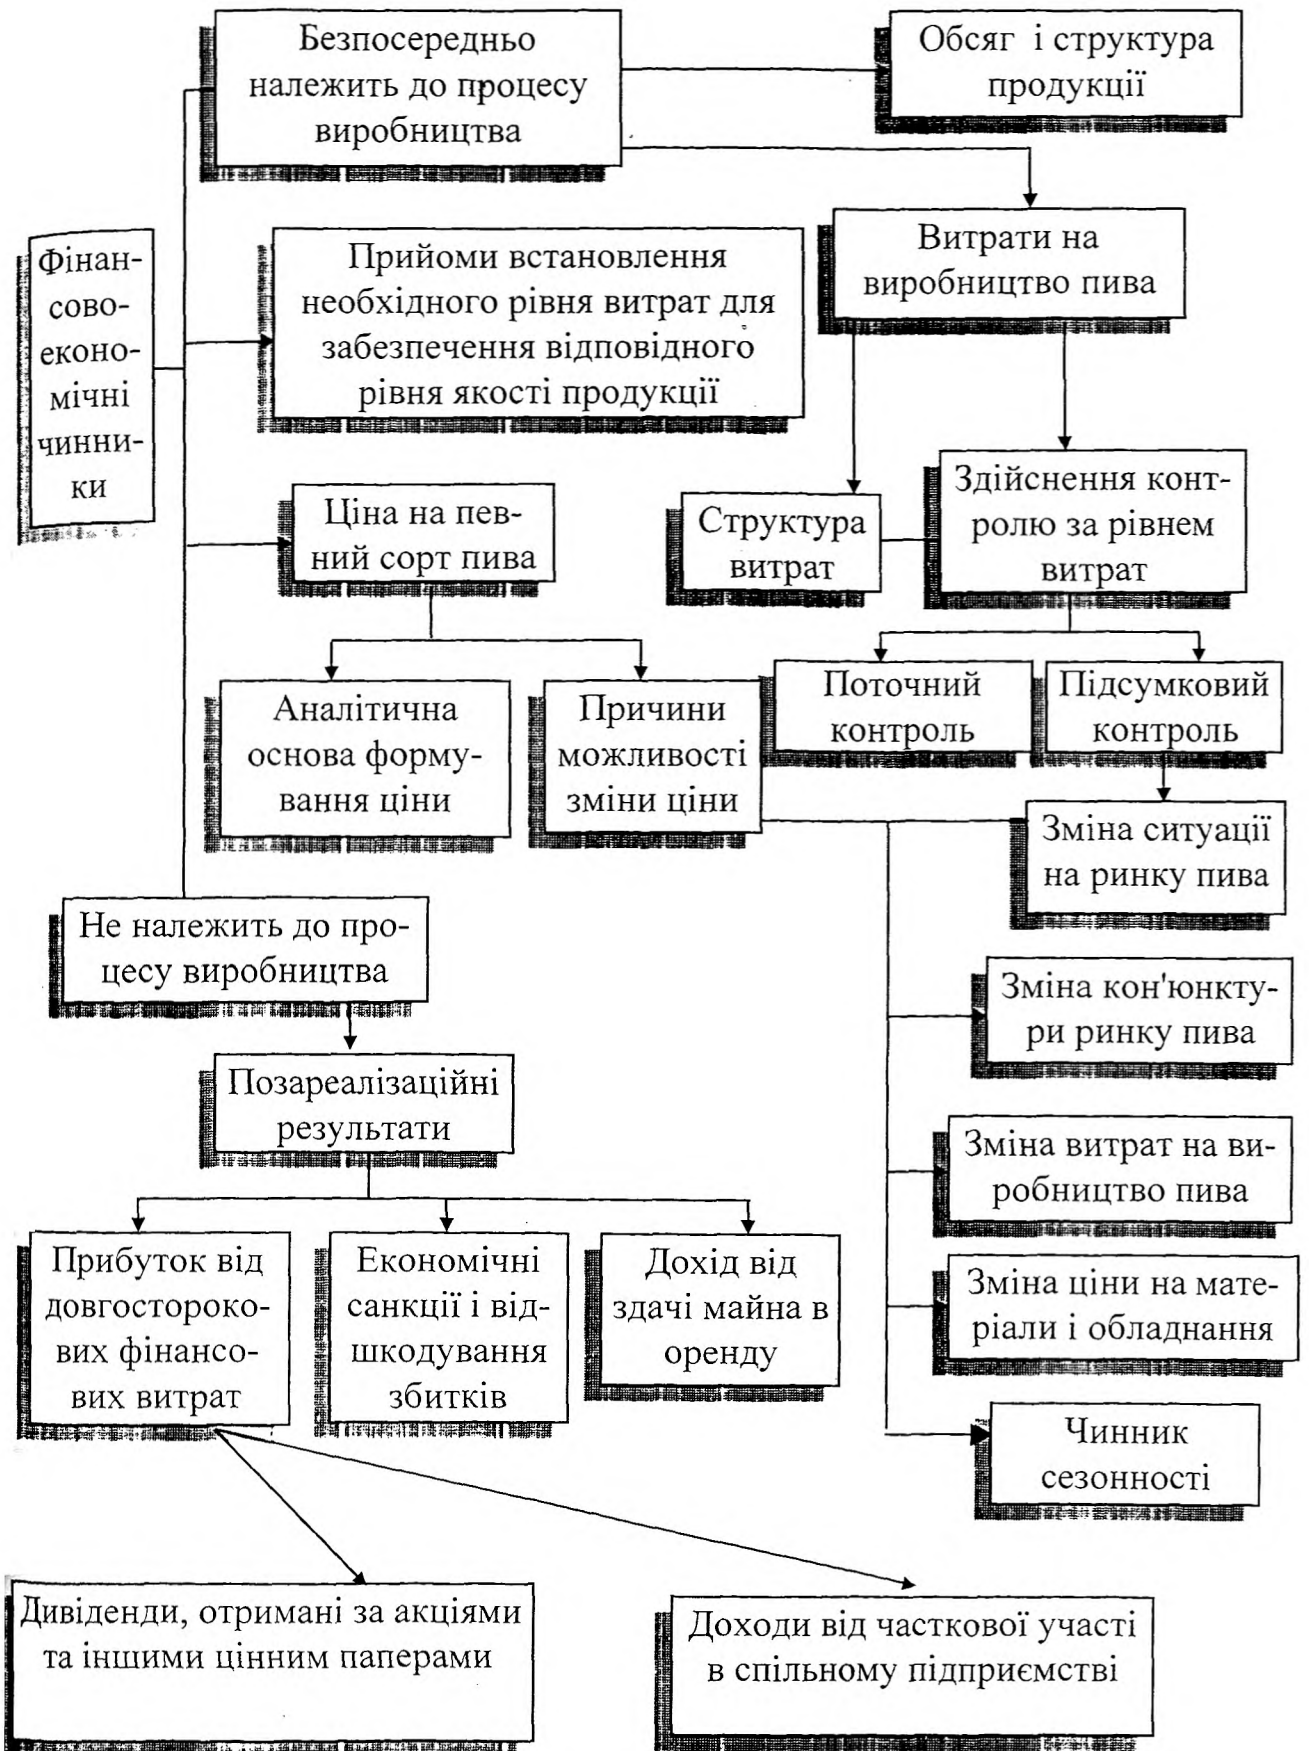 Безпосередньо
належить до процесу
виробництва
Обсяг і структура
продукції
Витрати на
виробництво пива
Фінан-
сово-
еконо-
мічні
чинни-
ки
Прийоми встановлення
необхідного рівня витрат для
забезпечення відповідного
рівня якості продукції
Ціна на пев-
ний сорт пива
Структура
витрат
Здійснення конт-
ролю за рівнем
витрат
Аналітична
основа форму-
вання ціни
Причини
можливості
зміни ціни
Поточний
контроль
Підсумковий
контроль
Зміна ситуації
на ринку пива
Не належить до про-
цесу виробництва
Зміна кон'юнкту-
ри ринку пива
Позареалізаційні
результати
Зміна витрат на ви-
робництво пива
Прибуток від
довгостороко-
вих фінансо-
вих витрат
Економічні
санкції і від-
шкодування
збитків
Дохід від
здачі майна в
оренду
Зміна ціни на мате-
ріали і обладнання
Чинник
сезонності
Дивіденди, отримані за акціями
та іншими цінним паперами
Доходи від часткової участі
в спільному підприємстві